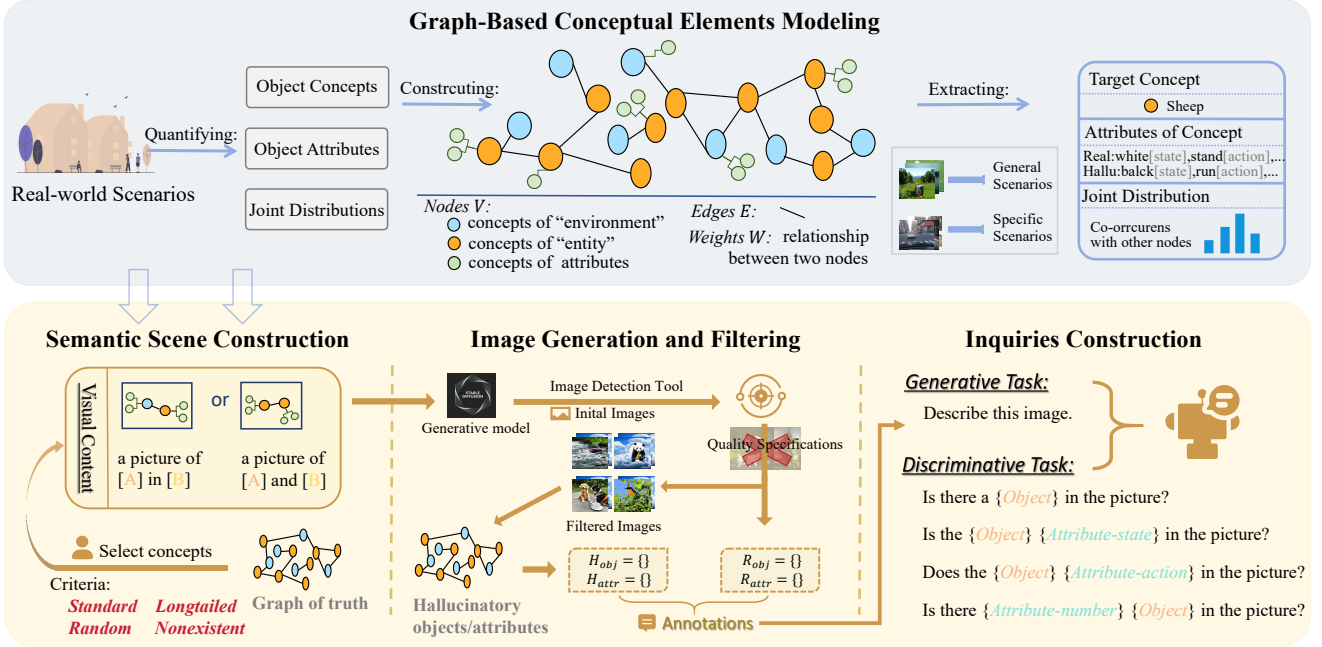 Graph-Based Conceptual Elements Modeling
Real-world Scenarios
Quantifying:
Object Concepts
Object Attributes
Joint Distributions
Constrcuting:
Nodes V:
concepts of “environment”
concepts of “entity”
concepts of attributes
Edges E:
Weights W: relationship
between two nodes
Extracting:
General
Scenarios
Specific
Scenarios
Target Concept
Sheep
Attributes of Concept
Real:white[state],stand[action],...
Hallu:balck[state],run[action],...
Joint Distribution
Co-orrcurens
with other nodes
Semantic Scene Construction
Visual Content
or
a picture of
[A] in [B]
a picture of
[A] and [B]
Select concepts
Criteria:
Standard Longtailed
Random Nonexistent
Graph of truth
Image Generation and Filtering
STABLE
DIFFUSION
Generative model
Image Detection Tool
Inital Images
Quality Specifications
Filtered Images
Hallucinatory
objects/attributes
H_obj = {}
H_attr = {}
R_obj = {}
R_attr = {}
Annotations
Inquiries Construction
Generative Task:
Describe this image.
Discriminative Task:
Is there a {Object} in the picture?
Is the {Object} {Attribute-state} in the picture?
Does the {Object} {Attribute-action} in the picture?
Is there {Attribute-number} {Object} in the picture?